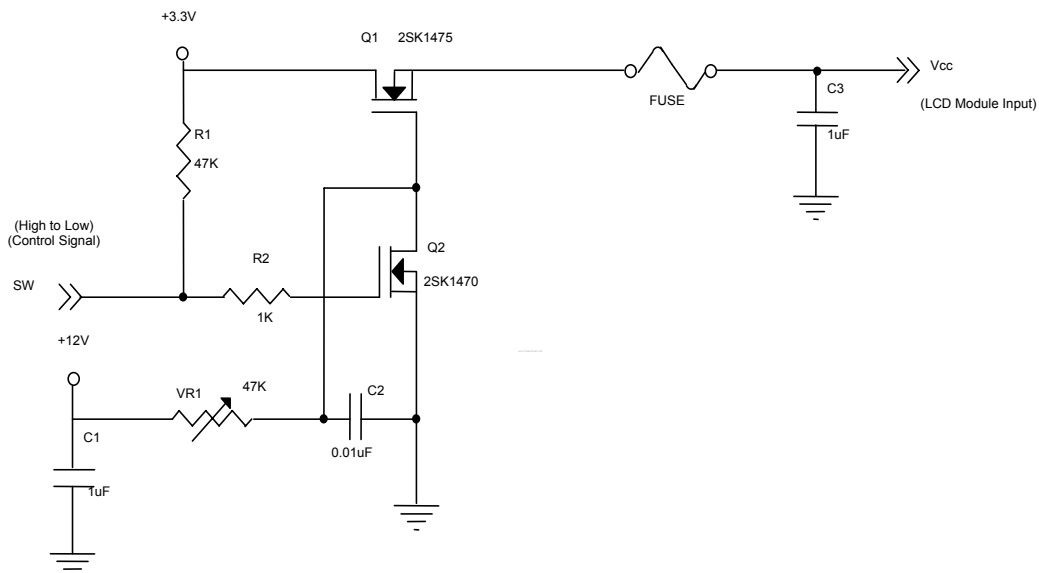 +3.3V
Q1 2SK1475
Vcc
FUSE
C3
(LCD Module Input)
R1
1uF
47K
(High to Low)
(Control Signal)
Q2
R2
SW
2SK1470
1K
+12V
VR1
47K
C2
C1
0.01uF
1uF